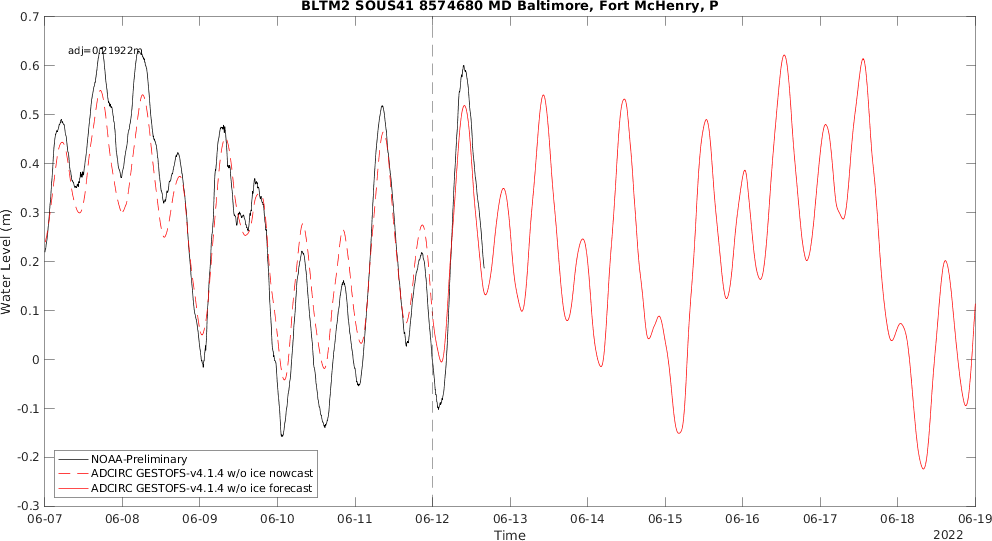 BLTM2 SOUS41 8574680 MD Baltimore, Fort McHenry, P
0.7
0.6
0.5
0.4
0.3
0.2
0.1
0
-0.1
-0.2
-0.3
Water Level (m)
adj=0.21922m
NOAA-Preliminary
ADCIRC GESTOFS-v4.1.4 w/o ice nowcast
ADCIRC GESTOFS-v4.1.4 w/o ice forecast
06-07 06-08 06-09 06-10 06-11 06-12 06-13 06-14 06-15 06-16 06-17 06-18 06-19
Time
2022